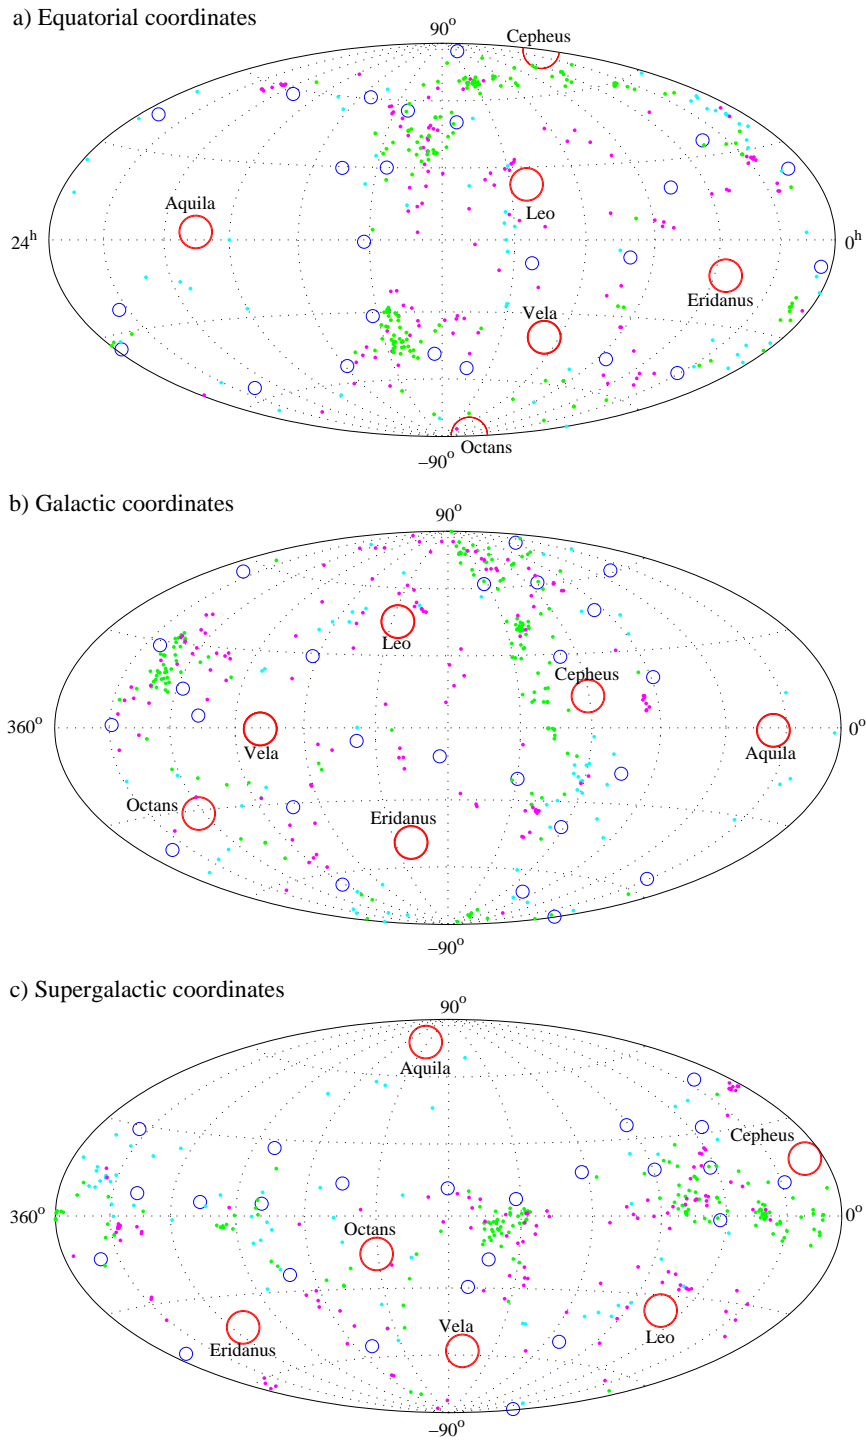 a) Equatorial coordinates
90°
Cepheus
Aquila
Leo
24ʰ
0ʰ
Eridanus
Vela
Octans
−90°
b) Galactic coordinates
90°
Leo
Cepheus
360°
0°
Vela
Aquila
Octans
Eridanus
−90°
c) Supergalactic coordinates
90°
Aquila
Cepheus
360°
0°
Octans
Vela
Leo
Eridanus
−90°